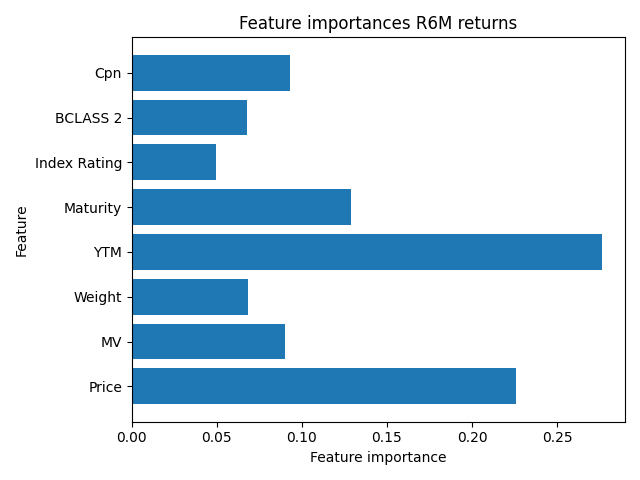 Feature importances R6M returns
Cpn
BCLASS 2
Index Rating
Maturity
YTM
Weight
MV
Price
Feature
0.00 0.05 0.10 0.15 0.20 0.25
Feature importance